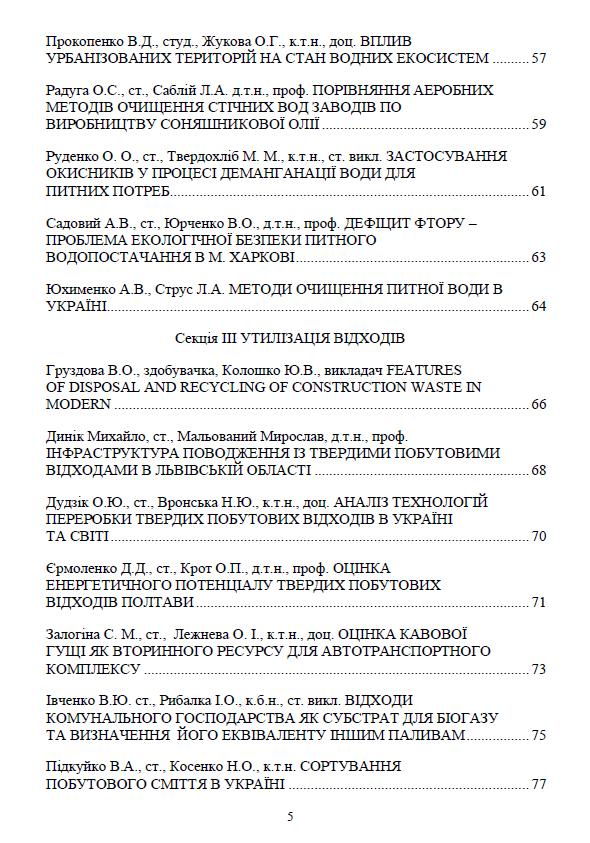 Прокопенко В.Д., студ., Жукова О.Г., к.т.н., доц. ВПЛИВ
УРБАНІЗОВАНИХ ТЕРИТОРІЙ НА СТАН ВОДНИХ ЕКОСИСТЕМ .......... 57
Радуга О.С., ст., Саблій Л.А. д.т.н., проф. ПОРІВНЯННЯ АЕРОБНИХ
МЕТОДІВ ОЧИЩЕННЯ СТІЧНИХ ВОД ЗАВОДІВ ПО
ВИРОБНИЦТВУ СОНЯШНИКОВОЇ ОЛІЇ ........................................................ 59
Руденко О. О., ст., Твердохліб М. М., к.т.н., ст. викл. ЗАСТОСУВАННЯ
ОКИСНИКІВ У ПРОЦЕСІ ДЕМАНГАНАЦІЇ ВОДИ ДЛЯ
ПИТНИХ ПОТРЕБ................................................................................................. 61
Садовий А.В., ст., Юрченко В.О., д.т.н., проф. ДЕФІЦИТ ФТОРУ –
ПРОБЛЕМА ЕКОЛОГІЧНОЇ БЕЗПЕКИ ПИТНОГО
ВОДОПОСТАЧАННЯ В М. ХАРКОВІ............................................................... 63
Юхименко А.В., Струс Л.А. МЕТОДИ ОЧИЩЕННЯ ПИТНОЇ ВОДИ В
УКРАЇНІ.................................................................................................................. 64
Секція ІІІ УТИЛІЗАЦІЯ ВІДХОДІВ
Груздова В.О., здобувачка, Колошко Ю.В., викладач FEATURES
OF DISPOSAL AND RECYCLING OF CONSTRUCTION WASTE IN
MODERN ................................................................................................................ 66
Динік Михайло, ст., Мальований Мирослав, д.т.н., проф.
ІНФРАСТРУКТУРА ПОВОДЖЕННЯ ІЗ ТВЕРДИМИ ПОБУТОВИМИ
ВІДХОДАМИ В ЛЬВІВСЬКІЙ ОБЛАСТІ .......................................................... 68
Дудзік О.Ю., ст., Вронська Н.Ю., к.т.н., доц. АНАЛІЗ ТЕХНОЛОГІЙ
ПЕРЕРОБКИ ТВЕРДИХ ПОБУТОВИХ ВІДХОДІВ В УКРАЇНІ
ТА СВІТІ................................................................................................................. 70
Єрмоленко Д.Д., ст., Крот О.П., д.т.н., проф. ОЦІНКА
ЕНЕРГЕТИЧНОГО ПОТЕНЦІАЛУ ТВЕРДИХ ПОБУТОВИХ
ВІДХОДІВ ПОЛТАВИ.......................................................................................... 71
Залогіна С. М., ст., Лежнева О. І., к.т.н., доц. ОЦІНКА КАВОВОЇ
ГУЩІ ЯК ВТОРИННОГО РЕСУРСУ ДЛЯ АВТОТРАНСПОРТНОГО
КОМПЛЕКСУ ........................................................................................................ 73
Івченко В.Ю. ст., Рибалка І.О., к.б.н., ст. викл. ВІДХОДИ
КОМУНАЛЬНОГО ГОСПОДАРСТВА ЯК СУБСТРАТ ДЛЯ БІОГАЗУ
ТА ВИЗНАЧЕННЯ ЙОГО ЕКВІВАЛЕНТУ ІНШИМ ПАЛИВАМ................. 75
Підкуйко В.А., ст., Косенко Н.О., к.т.н. СОРТУВАННЯ
ПОБУТОВОГО СМІТТЯ В УКРАЇНІ ................................................................. 77
5